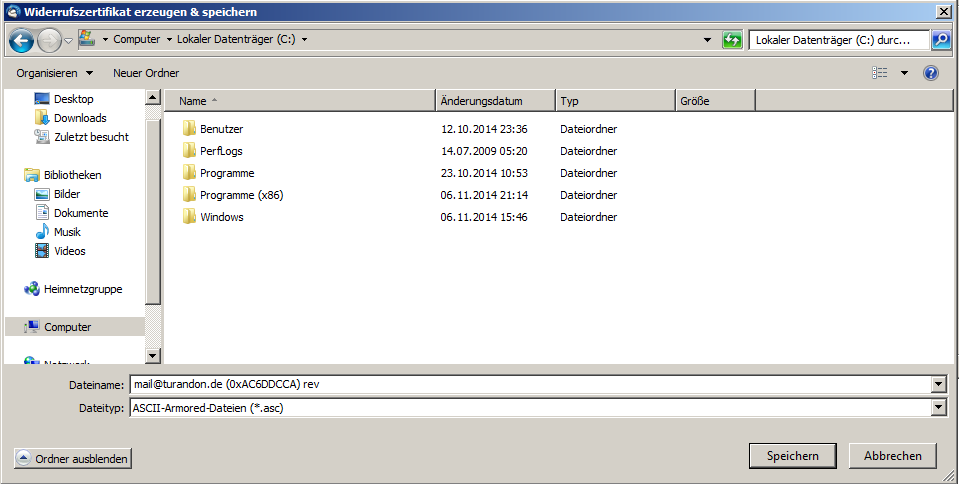 Widerrufszertifikat erzeugen & speichern
Computer Lokaler Datenträger (C:)
Lokaler Datenträger (C:) durc...
Organisieren Neuer Ordner
Desktop
Downloads
Zuletzt besucht
Bibliotheken
Bilder
Dokumente
Musik
Videos
Heimnetzgruppe
Computer
Netzwerk
Name Änderungsdatum Typ Größe
Benutzer 12.10.2014 23:36 Dateiordner
PerfLogs 14.07.2009 05:20 Dateiordner
Programme 23.10.2014 10:53 Dateiordner
Programme (x86) 06.11.2014 21:14 Dateiordner
Windows 06.11.2014 15:46 Dateiordner
Dateiname: mail@turandon.de (0xAC6DDCCA) rev
Dateityp: ASCII-Armored-Dateien (*.asc)
Ordner ausblenden
Speichern Abbrechen